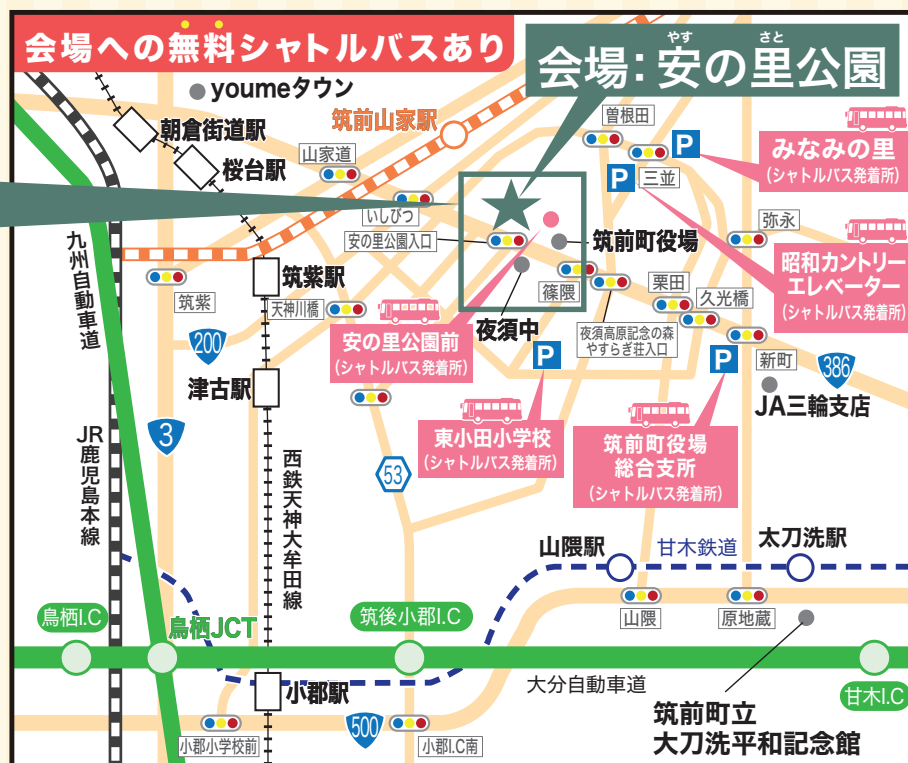 会場への無料シャトルバスあり
会場：安の里公園
やす
さと
youmeタウン
朝倉街道駅
桜台駅
筑前山家駅
山家道
曽根田
P
みなみの里
(シャトルバス発着所)
P
三並
いしびつ
安の里公園入口
筑前町役場
弥永
昭和カントリー
エレベーター
(シャトルバス発着所)
九州自動車道
筑紫
筑紫駅
天神川橋
篠隈
栗田
久光橋
夜須中
夜須高原記念の森
やすらぎ荘入口
安の里公園前
(シャトルバス発着所)
200
津古駅
P
P
新町
386
JA三輪支店
3
東小田小学校
(シャトルバス発着所)
筑前町役場
総合支所
(シャトルバス発着所)
JR鹿児島本線
西鉄天神大牟田線
53
山隈駅
甘木鉄道
太刀洗駅
鳥栖I.C
鳥栖JCT
筑後小郡I.C
山隈
原地蔵
大分自動車道
甘木I.C
小郡駅
筑前町立
大刀洗平和記念館
小郡小学校前
500
小郡I.C南